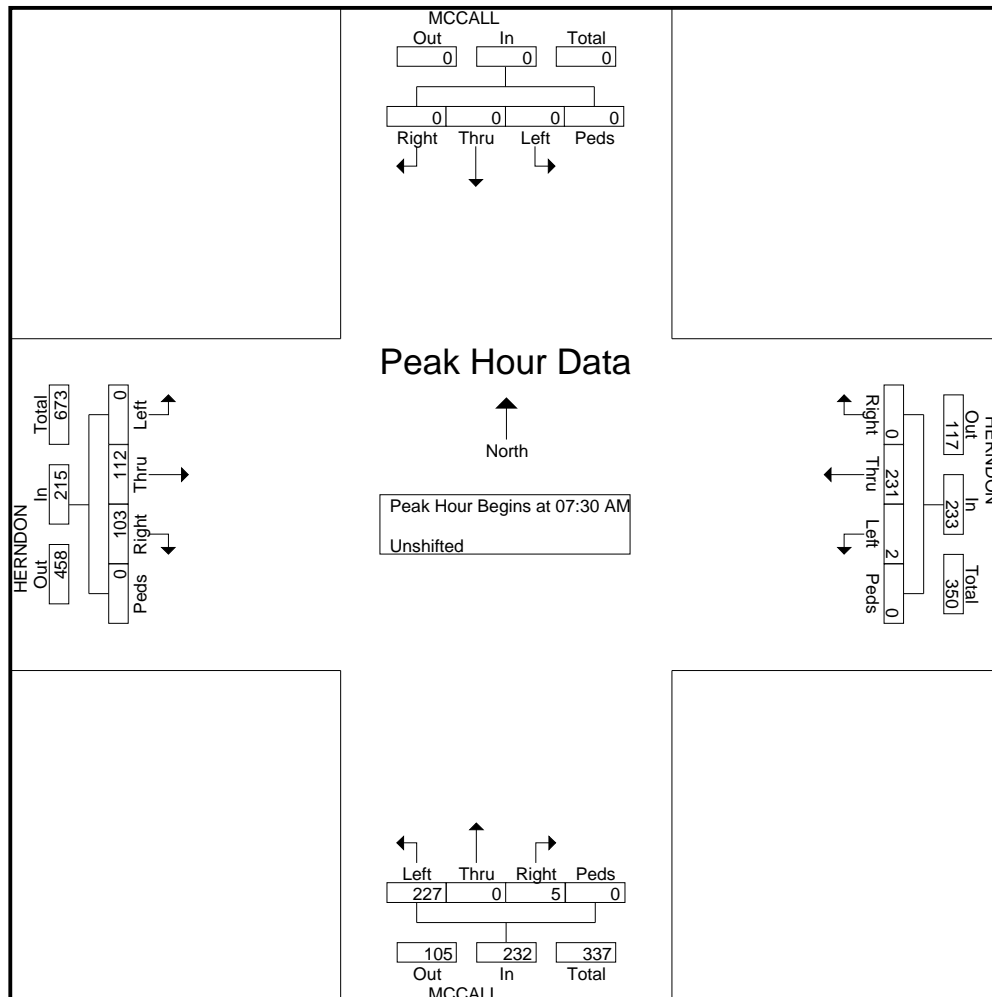 MCCALL
Out In Total
0 0 0
0 0 0 0
Right Thru Left Peds
Peak Hour Data
North
Peak Hour Begins at 07:30 AM
Unshifted
HERNDON
Total In Out
673 215 458
0 112 103 0
Left Thru Right Peds
HERNDON
Out In Total
117 233 350
0 231 2 0
Right Thru Left Peds
Left Thru Right Peds
227 0 5 0
105 232 337
Out In Total
MCCALL